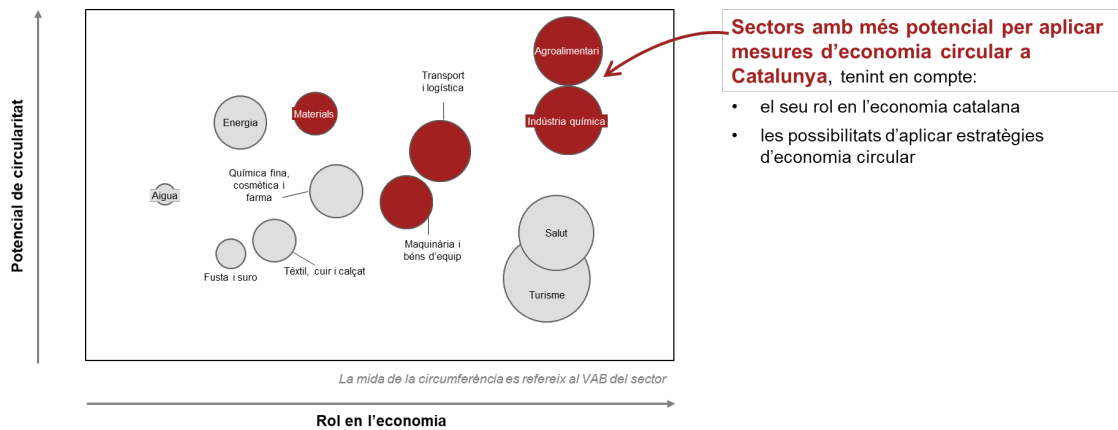 Potencial de circularitat
Agroalimentari
Transport
i logística
Energia
Materials
Indústria química
Química fina,
cosmètica i
farma
Aigua
Salut
Maquinària i
béns d’equip
Fusta i suro
Tèxtil, cuir i calçat
Turisme
La mida de la circumferència es refereix al VAB del sector
Rol en l’economia
Sectors amb més potencial per aplicar
mesures d’economia circular a
Catalunya, tenint en compte:
• el seu rol en l’economia catalana
• les possibilitats d’aplicar estratègies
d’economia circular